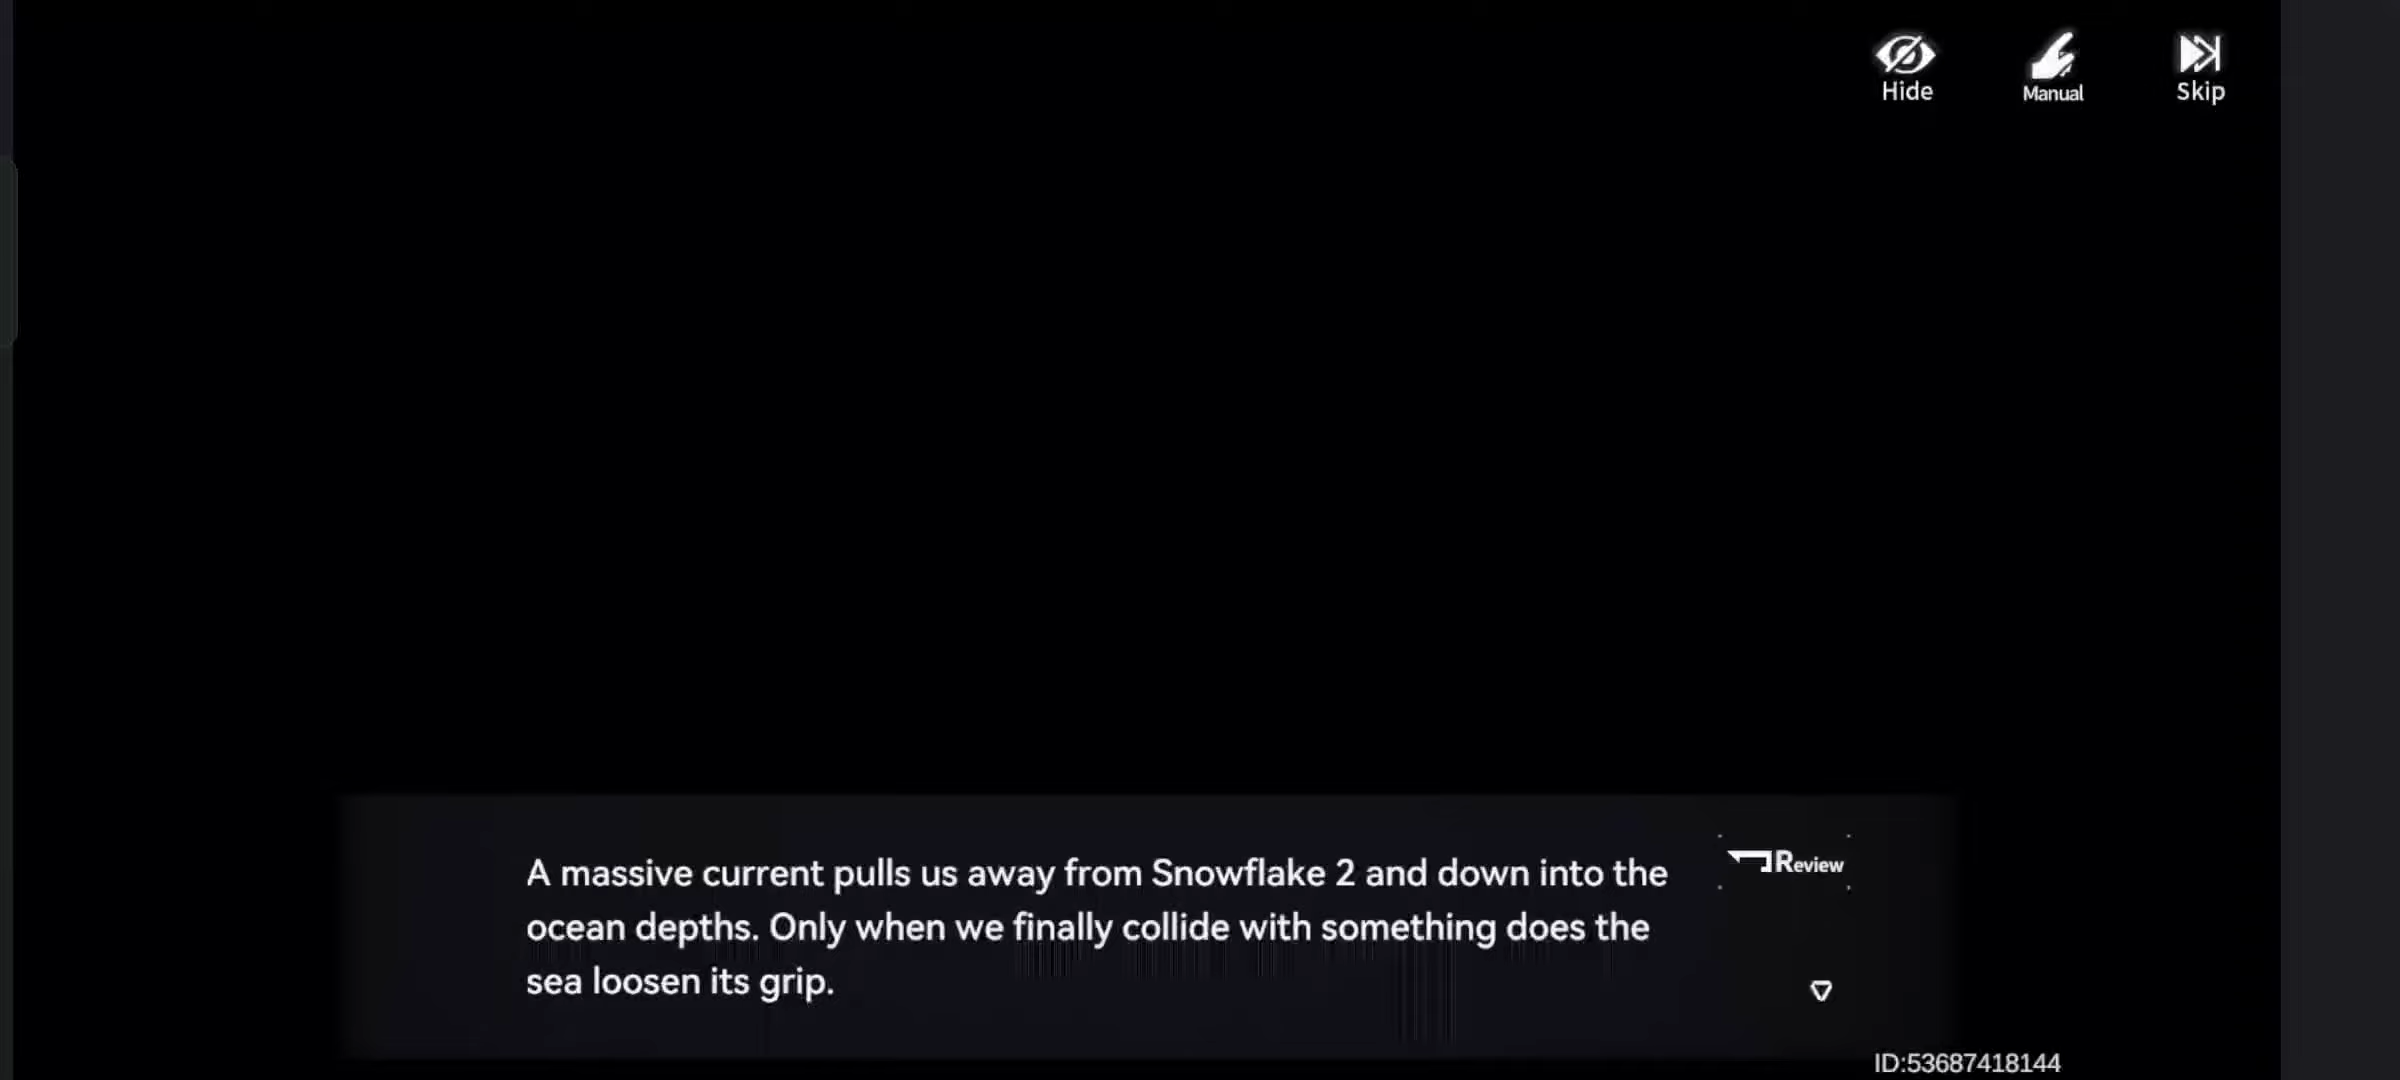 Hide
Manual
Skip
A massive current pulls us away from Snowflake 2 and down into the
ocean depths. Only when we finally collide with something does the
sea loosen its grip.
Review
ID:53687418144